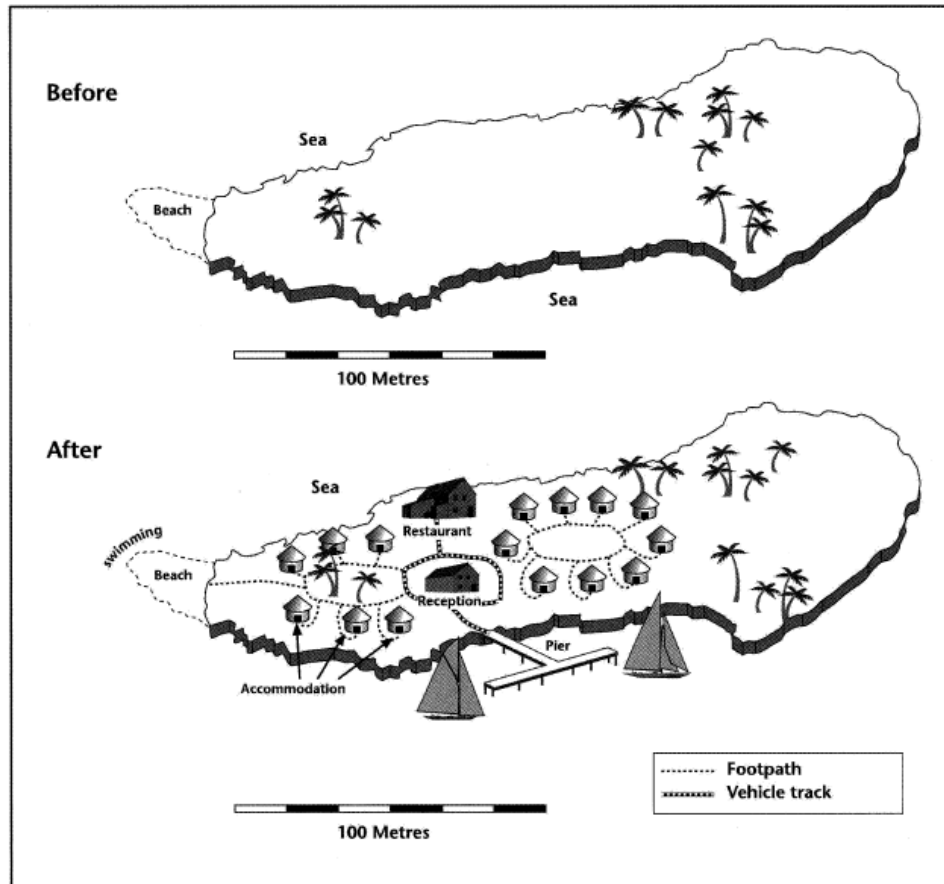 Before
Sea
Beach
Sea
100 Metres
After
Sea
swimming
Restaurant
Beach
Reception
Pier
Accommodation
Footpath
Vehicle track
100 Metres